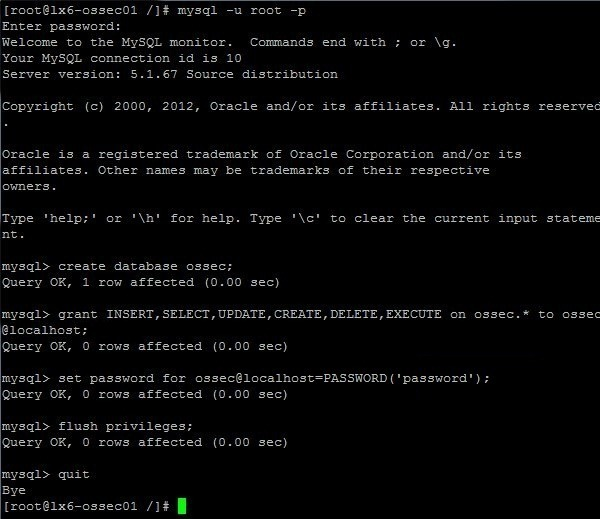 [root@lx6-ossec01 /]# mysql -u root -p
Enter password:
Welcome to the MySQL monitor.  Commands end with ; or \g.
Your MySQL connection id is 10
Server version: 5.1.67 Source distribution

Copyright (c) 2000, 2012, Oracle and/or its affiliates. All rights reserved
.

Oracle is a registered trademark of Oracle Corporation and/or its
affiliates. Other names may be trademarks of their respective
owners.

Type 'help;' or '\h' for help. Type '\c' to clear the current input stateme
nt.

mysql> create database ossec;
Query OK, 1 row affected (0.00 sec)

mysql> grant INSERT,SELECT,UPDATE,CREATE,DELETE,EXECUTE on ossec.* to ossec
@localhost;
Query OK, 0 rows affected (0.00 sec)

mysql> set password for ossec@localhost=PASSWORD('password');
Query OK, 0 rows affected (0.00 sec)

mysql> flush privileges;
Query OK, 0 rows affected (0.00 sec)

mysql> quit
Bye
[root@lx6-ossec01 /]#